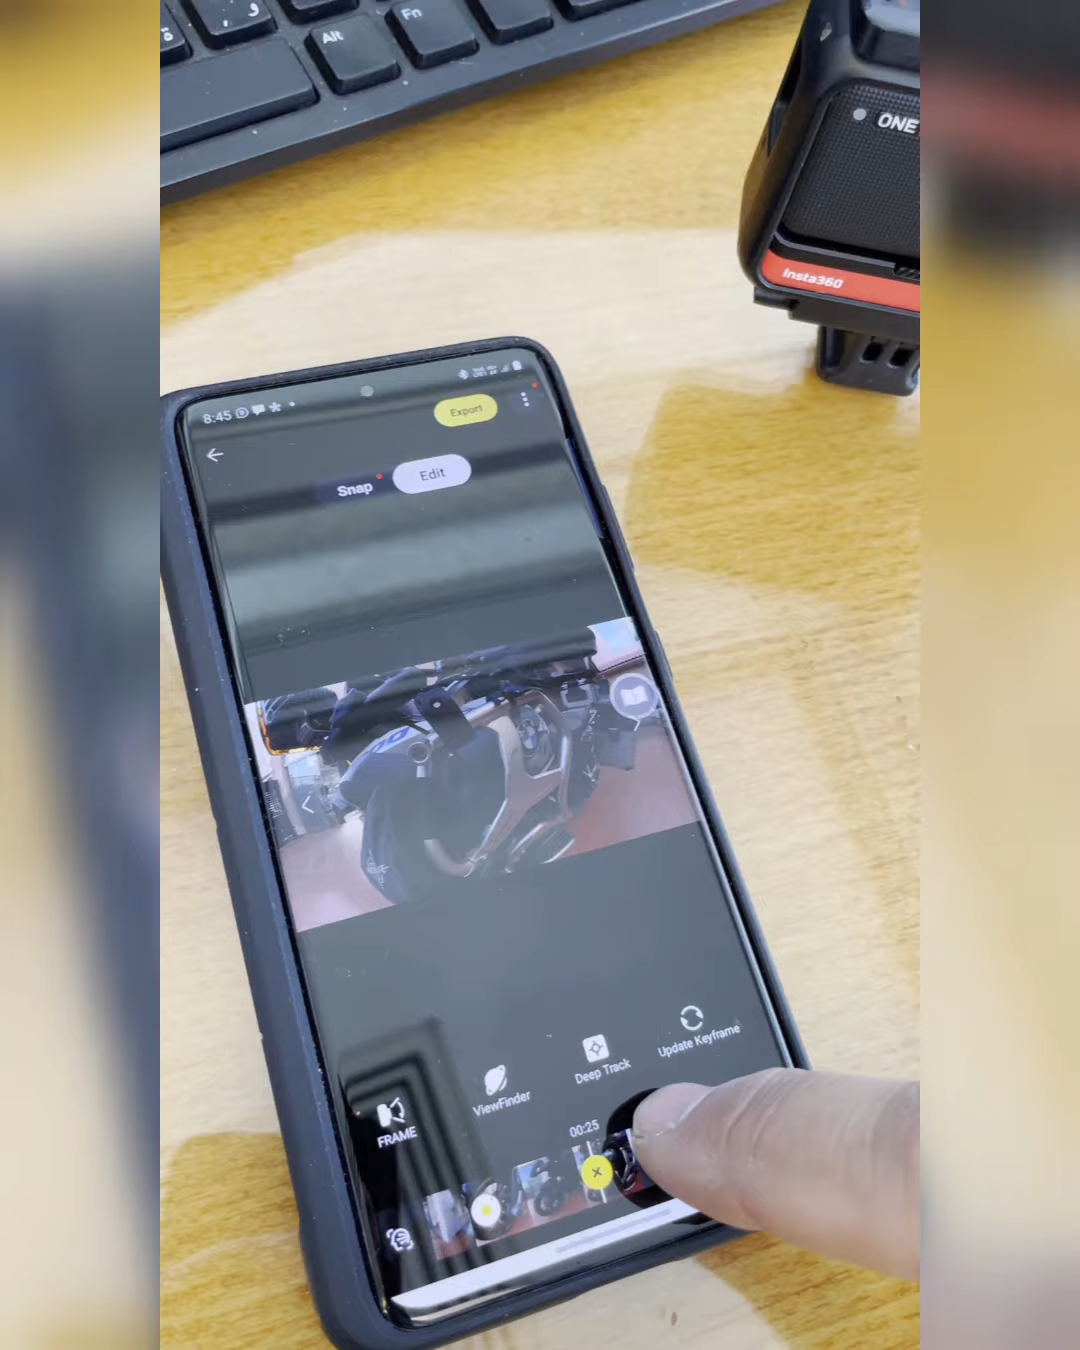 Alt
Fn
ONE
Insta360
8:45
Export
Snap
Edit
Update Keyframe
Deep Track
ViewFinder
FRAME
00:25